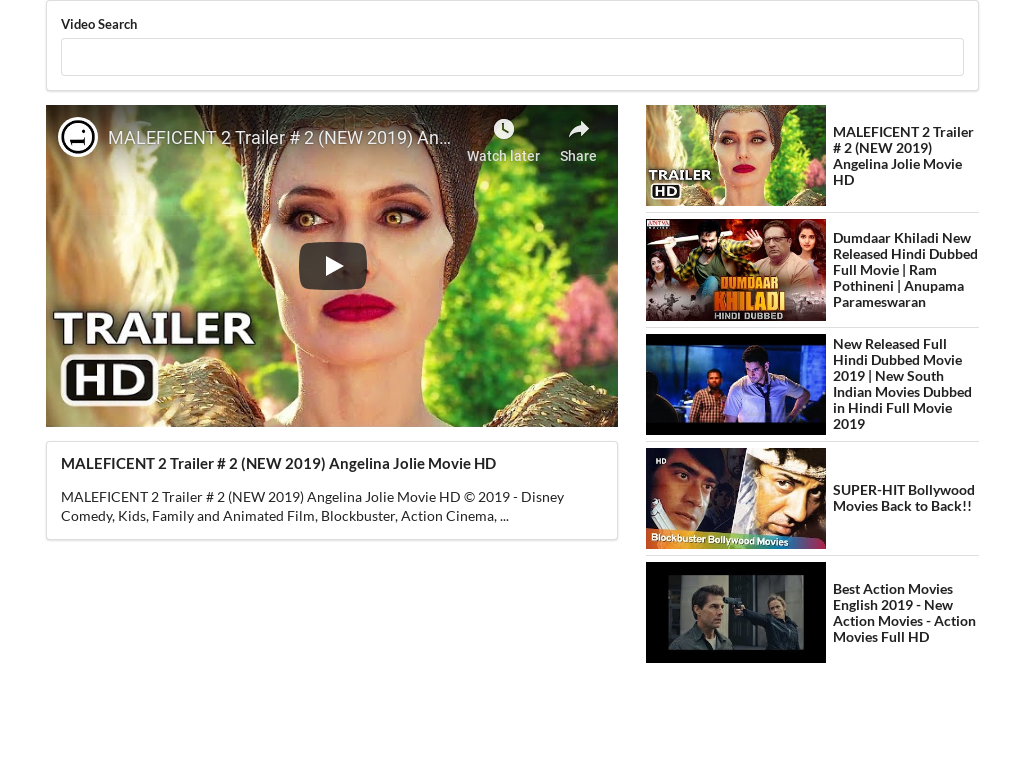 Video Search
MALEFICENT 2 Trailer # 2 (NEW 2019) An...
Watch later
Share
TRAILER
HD
MALEFICENT 2 Trailer # 2 (NEW 2019) Angelina Jolie Movie HD
MALEFICENT 2 Trailer # 2 (NEW 2019) Angelina Jolie Movie HD © 2019 - Disney
Comedy, Kids, Family and Animated Film, Blockbuster, Action Cinema, ...
TRAILER
HD
MALEFICENT 2 Trailer
# 2 (NEW 2019)
Angelina Jolie Movie
HD
DUMDAAR
KHILADI
HINDI DUBBED
Dumdaar Khiladi New
Released Hindi Dubbed
Full Movie | Ram
Pothineni | Anupama
Parameswaran
New Released Full
Hindi Dubbed Movie
2019 | New South
Indian Movies Dubbed
in Hindi Full Movie
2019
HD
Blockbuster Bollywood Movies
SUPER-HIT Bollywood
Movies Back to Back!!
Best Action Movies
English 2019 - New
Action Movies - Action
Movies Full HD